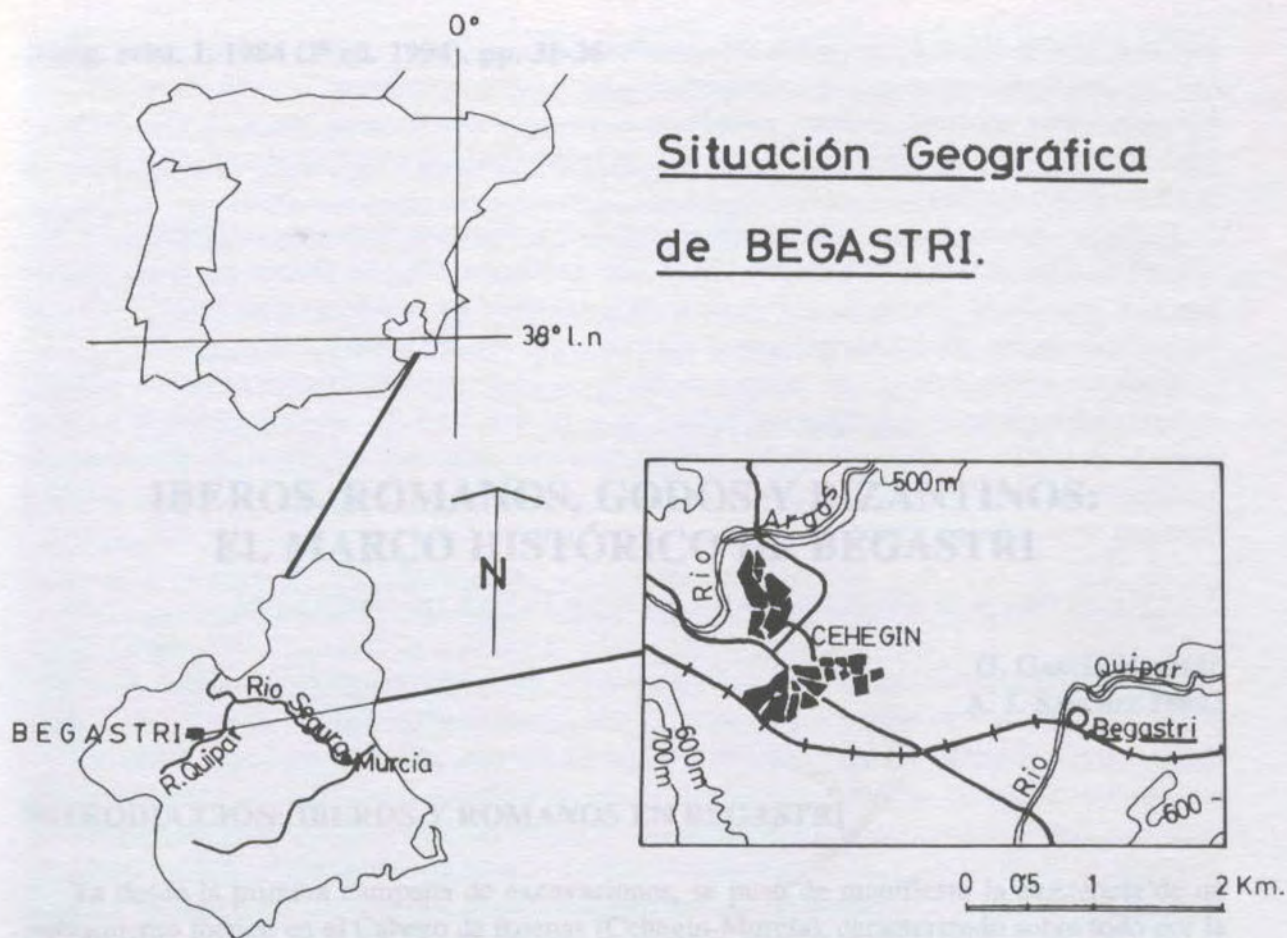 0°
Situación Geográfica
de BEGASTRI.
38° l.n
N
BEGASTRI
Rio Segura
R. Quipar
Murcia
Rio Argos
500m
CEHEGIN
Quipar
Begastri
Rio
600m
700m
600
0 0'5 1 2 Km.
IBEROS, ROMANOS, GODOS Y BIZANTINOS:
EL MARCO HISTÓRICO DE BEGASTRI